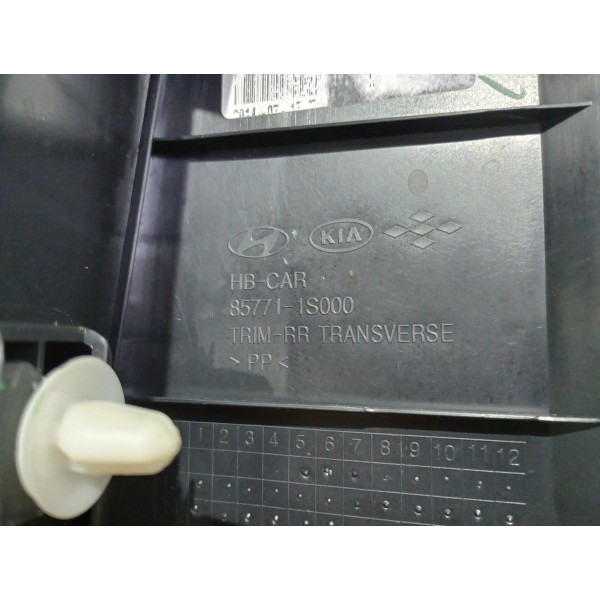 KIA
HB-CAR
85771-1S000
TRIM-RR TRANSVERSE
>PP<
1 2 3 4 5 6 7 8 9 10 11 12